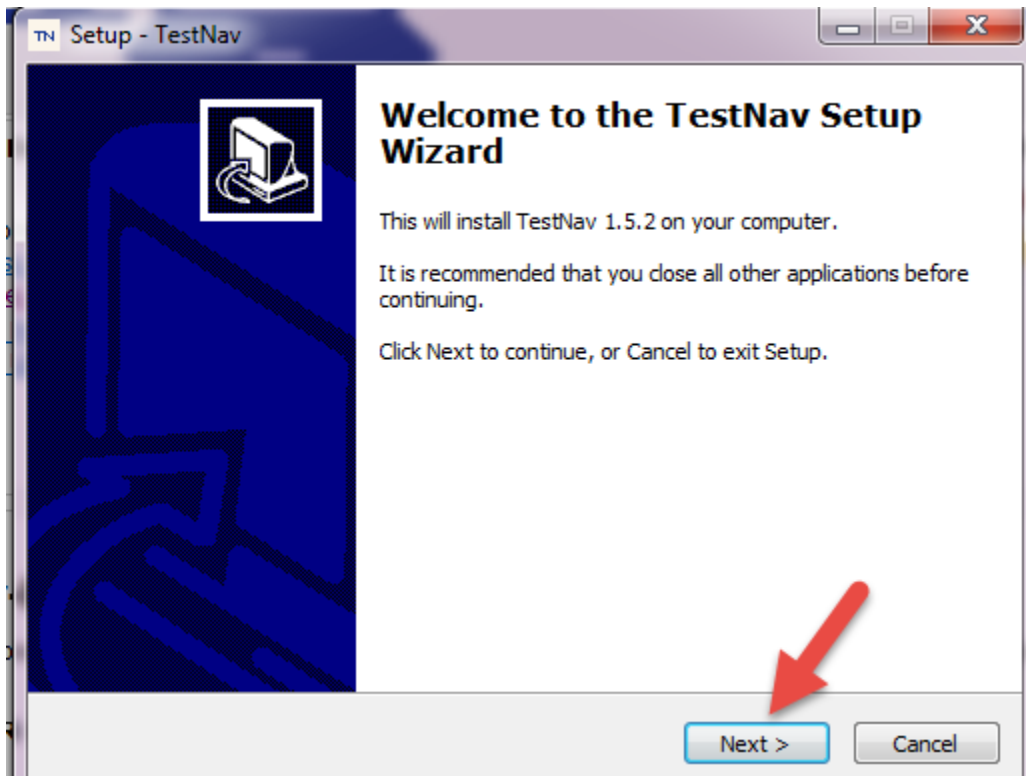 TN Setup - TestNav
Welcome to the TestNav Setup
Wizard
This will install TestNav 1.5.2 on your computer.
It is recommended that you close all other applications before
continuing.
Click Next to continue, or Cancel to exit Setup.
Next >
Cancel